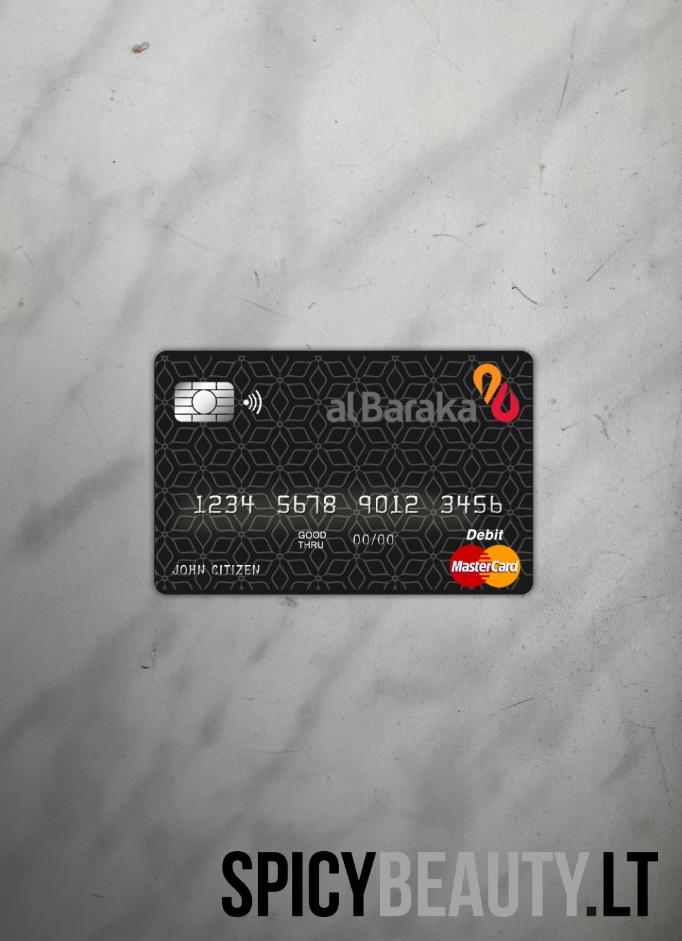 alBaraka
1234 5678 9012 3456
GOOD
THRU
00/00
Debit
JOHN CITIZEN
MasterCard
SPICYBEAUTY.LT